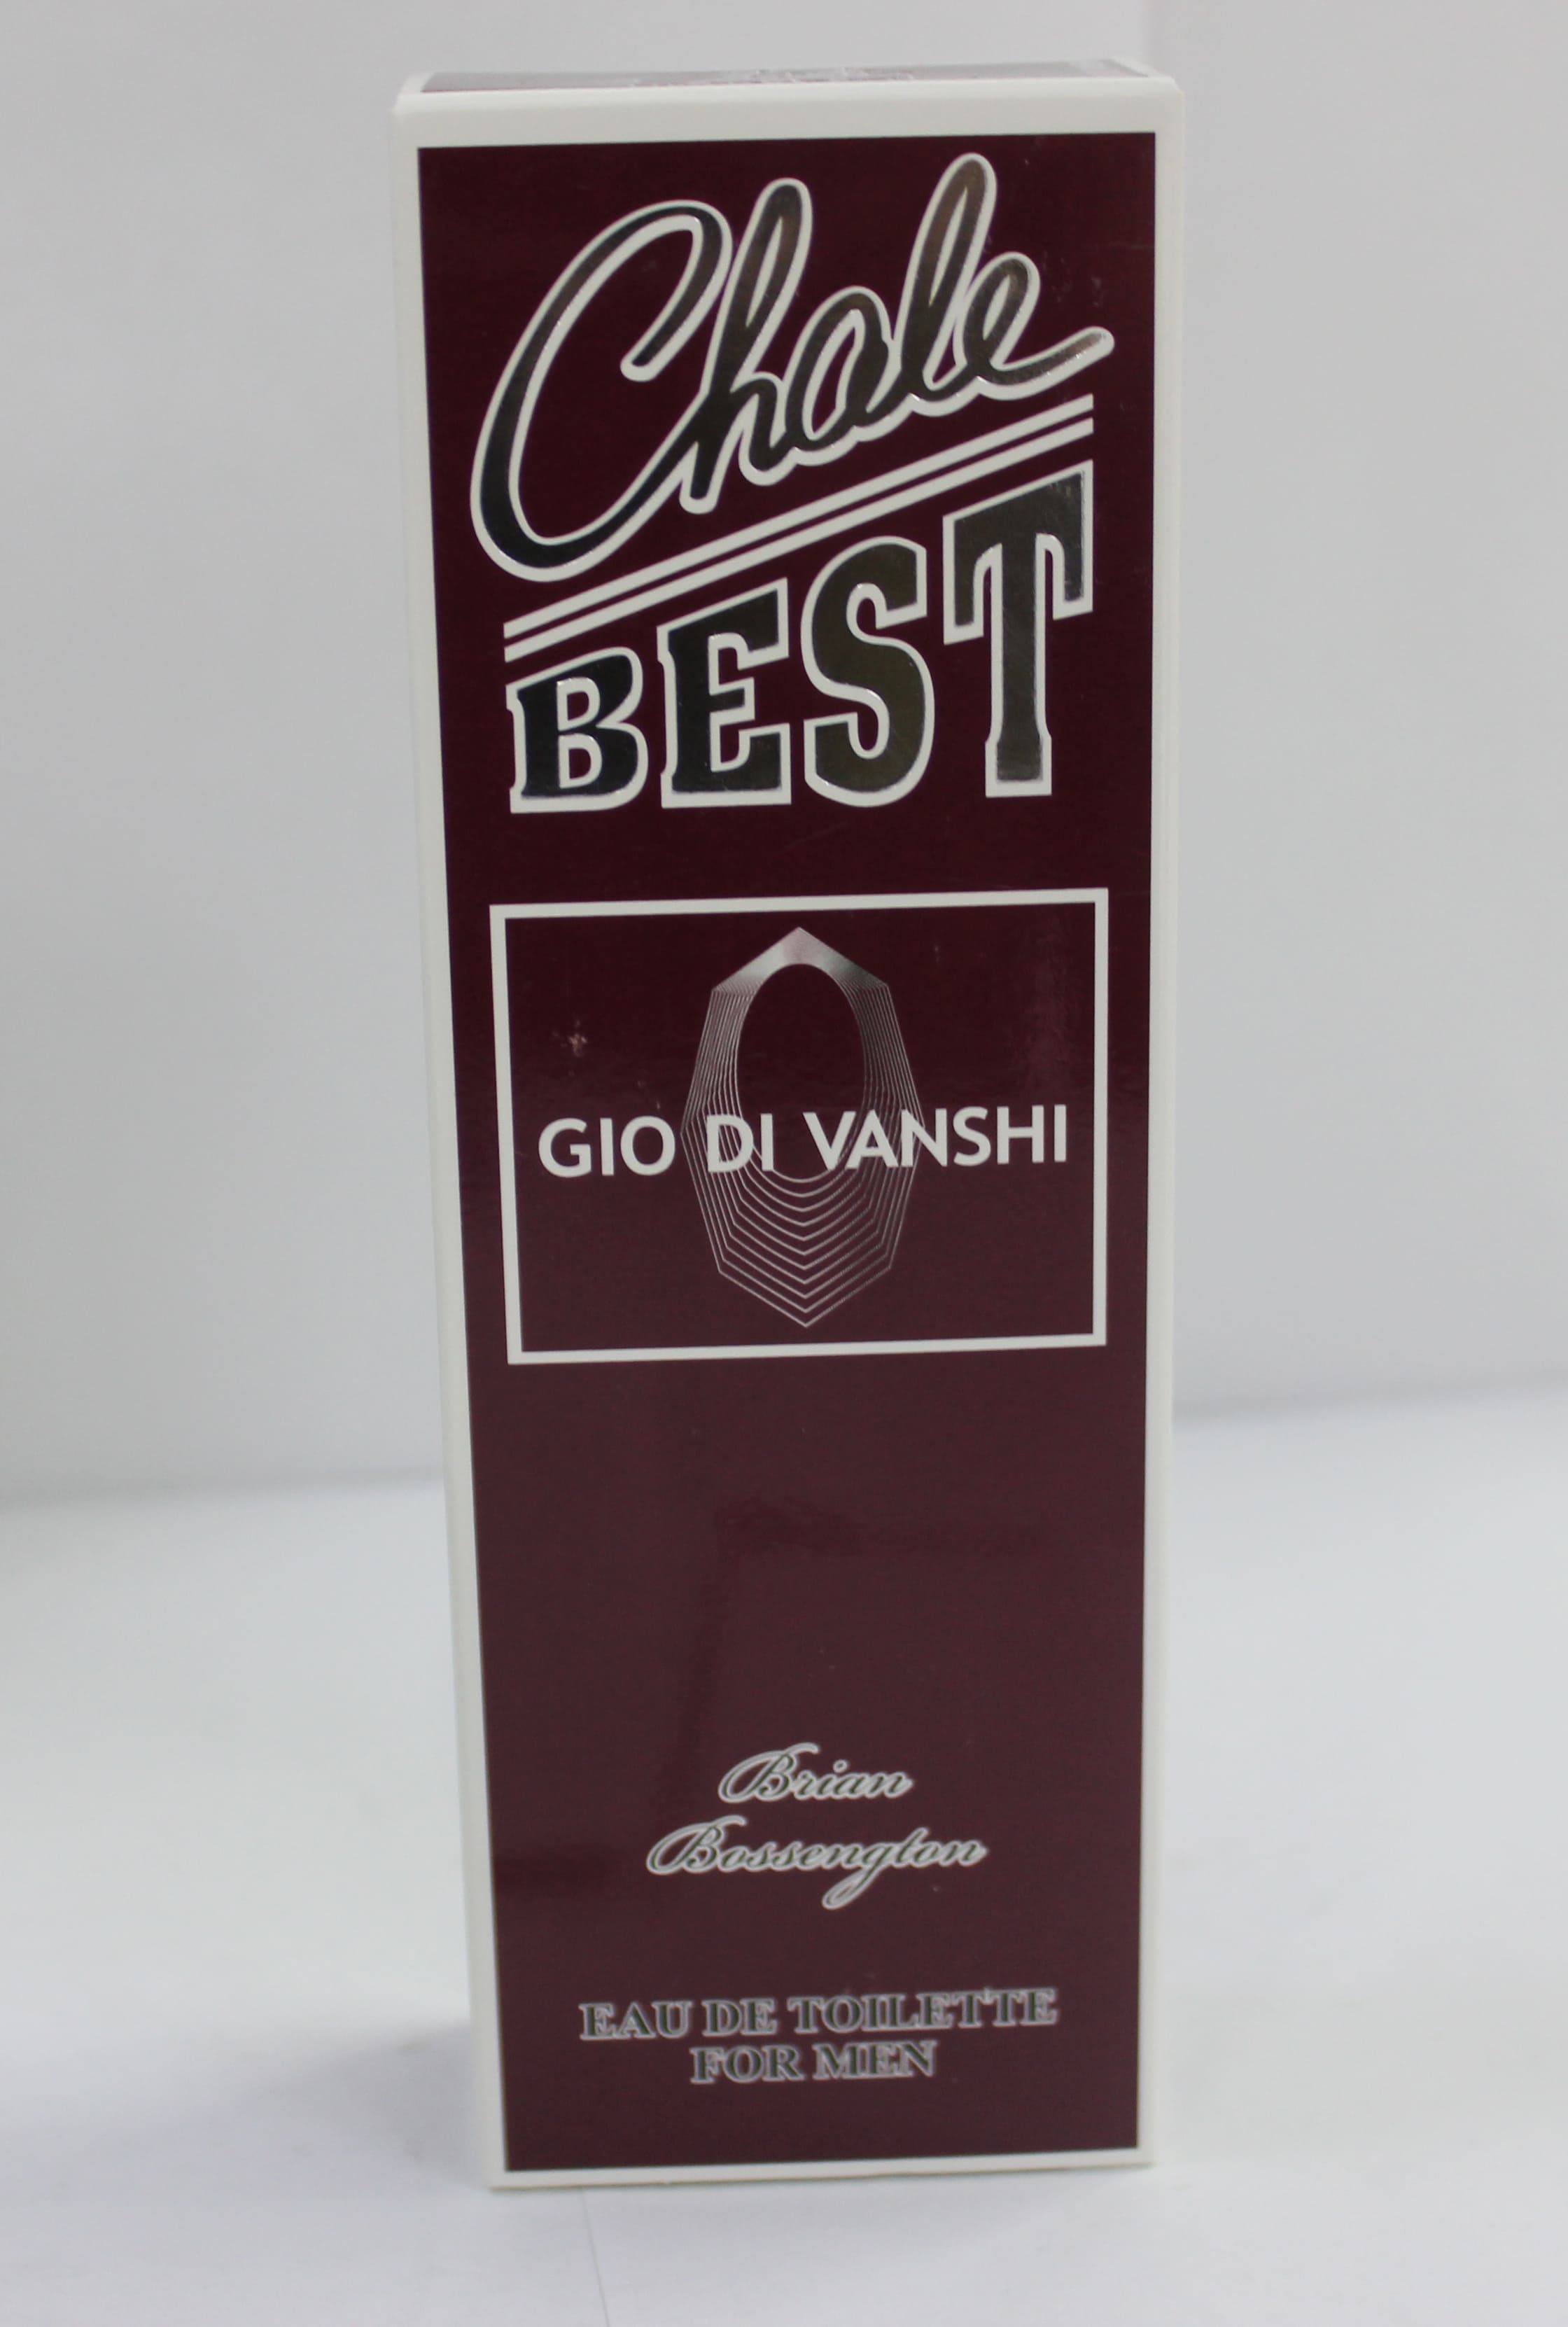 Chale
BEST
GIO DI VANSHI
Brian
Bossengton
EAU DE TOILETTE
FOR MEN